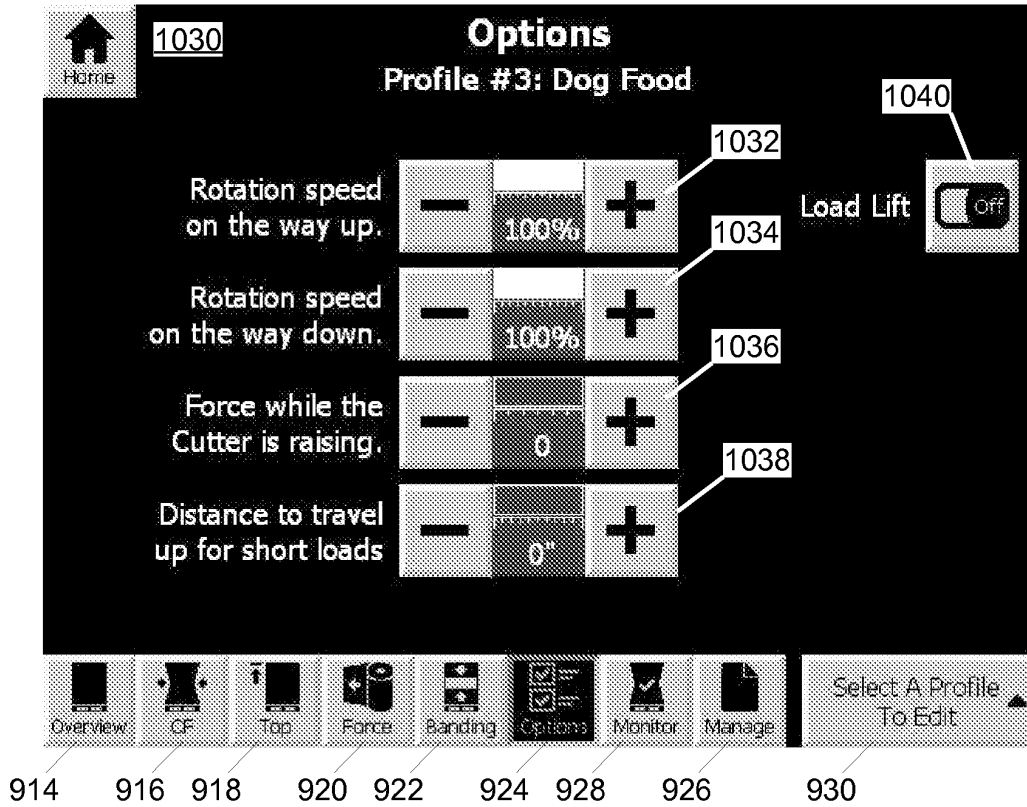 Home
1030
Options
Profile #3: Dog Food
1040
1032
Rotation speed
on the way up.
100%
Load Lift
Off
1034
Rotation speed
on the way down.
100%
1036
Force while the
Cutter is raising.
0
1038
Distance to travel
up for short loads
0"
Overview
CF
Top
Force
Banding
Options
Monitor
Manage
Select A Profile
To Edit
914
916
918
920
922
924
928
926
930